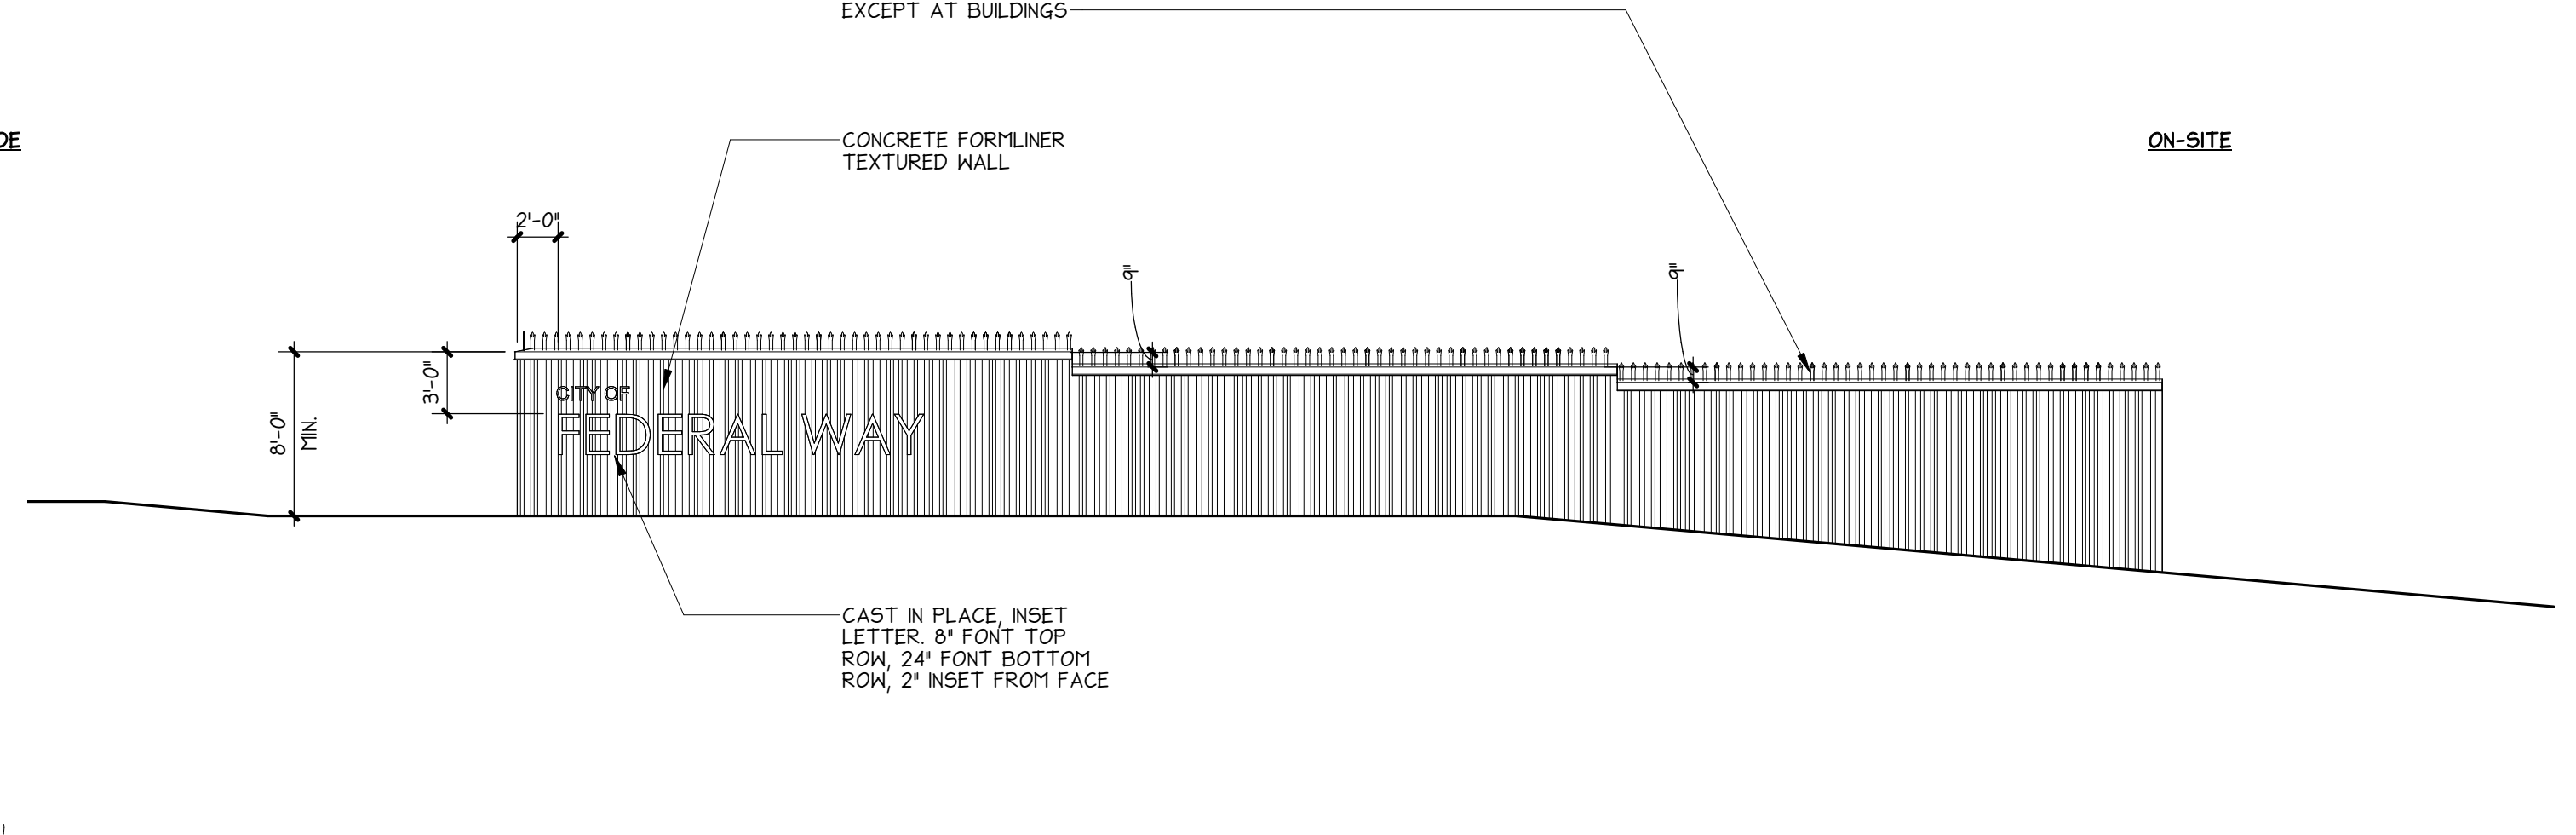 EXCEPT AT BUILDINGS
CONCRETE FORMLINER
TEXTURED WALL
ON-SITE
2'-0"
9"
9"
3'-0"
8'-0"
MIN.
CITY OF
FEDERAL WAY
CAST IN PLACE, INSET
LETTER. 8" FONT TOP
ROW, 24" FONT BOTTOM
ROW, 2" INSET FROM FACE